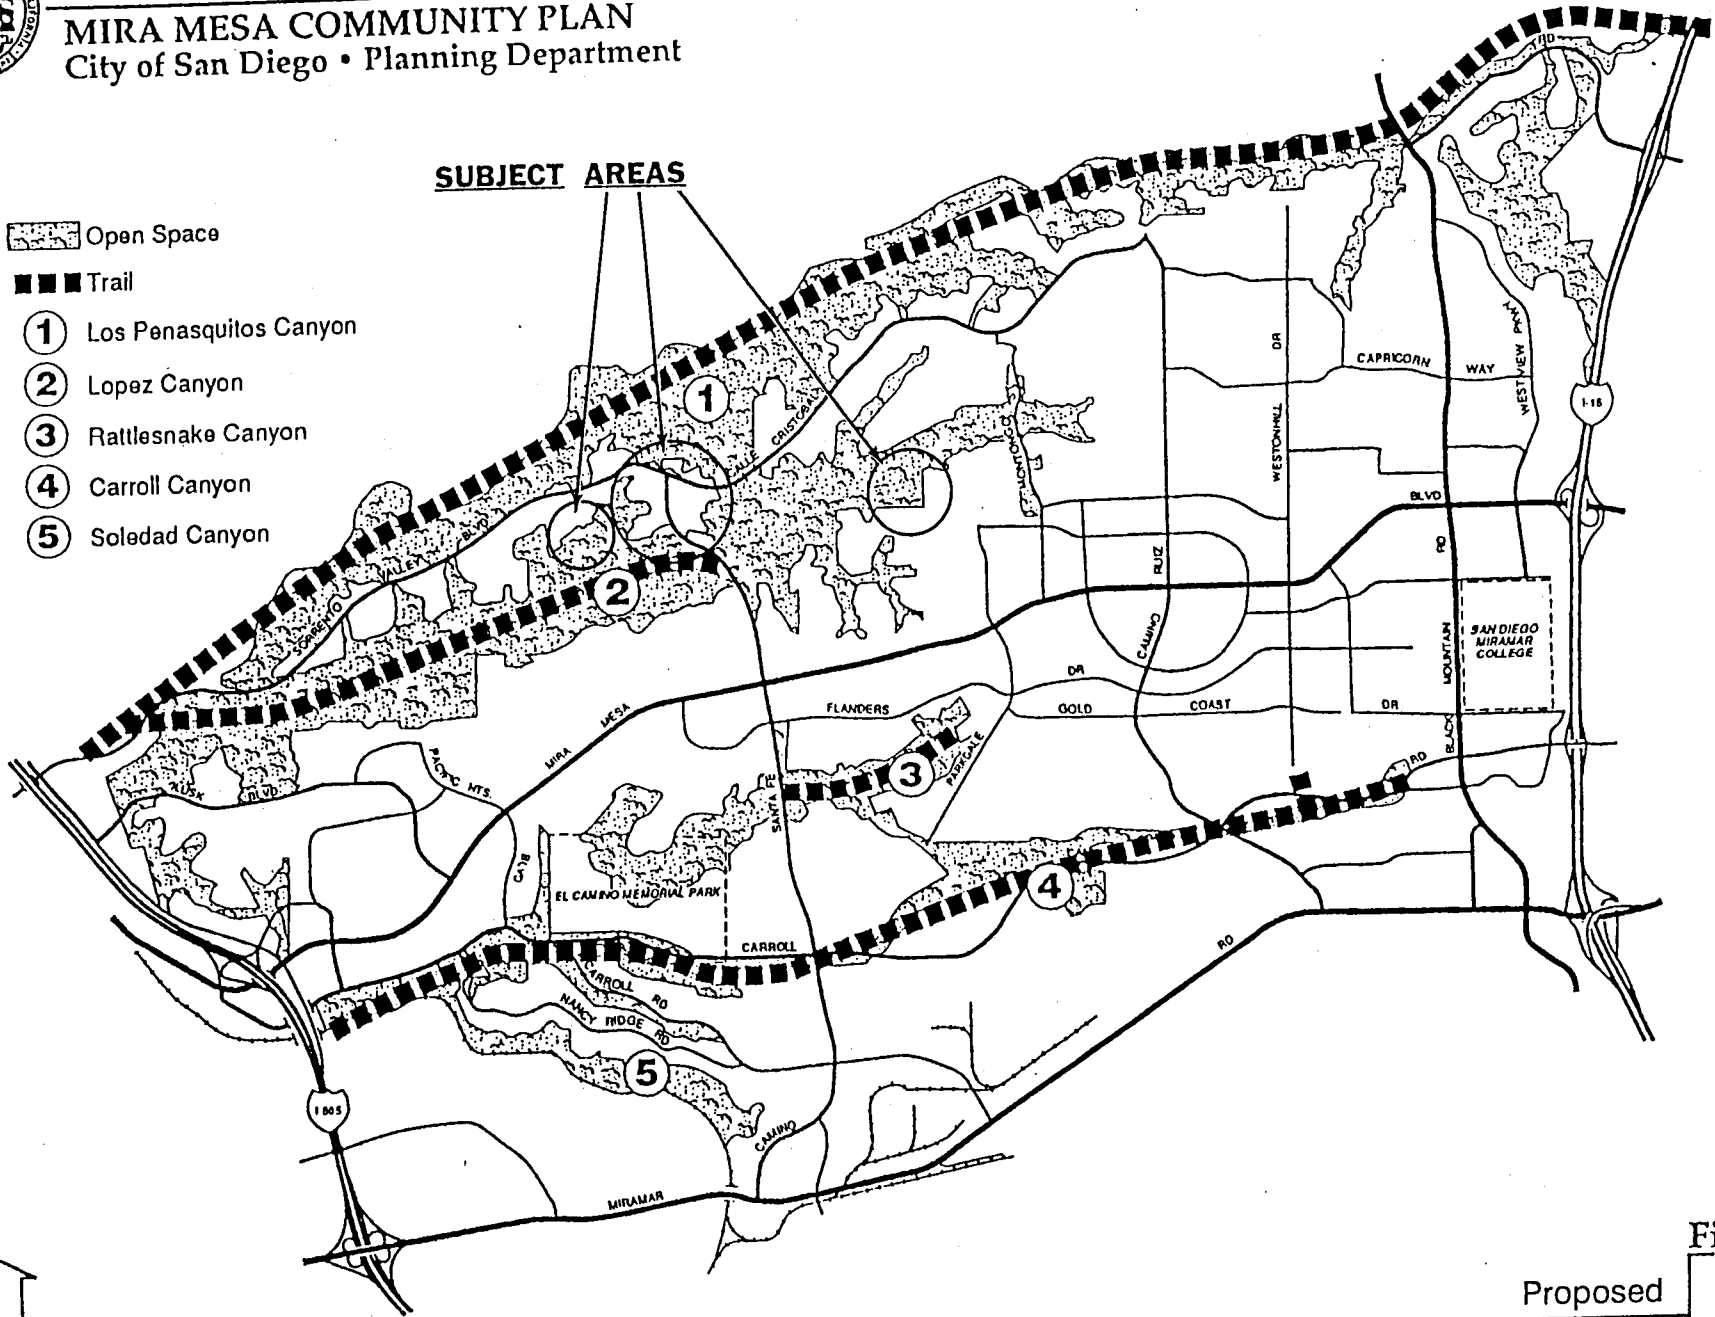 MIRA MESA COMMUNITY PLAN
City of San Diego • Planning Department
SUBJECT AREAS
Open Space
Trail
1 Los Penasquitos Canyon
2 Lopez Canyon
3 Rattlesnake Canyon
4 Carroll Canyon
5 Soledad Canyon
RD
1
CALLE CRISTOBAL
SORRENTO VALLEY BLVD
2
MONTONGO
WESTONHILL DR
CAPRICORN WAY
WESTVIEW PKWY
I-15
BLVD
CAMINO RUIZ
BLACK MOUNTAIN RD
SAN DIEGO
MIRAMAR
COLLEGE
MIRA MESA
FLANDERS DR
GOLD COAST DR
LUSK BLVD
PACIFIC HTS. BLVD
3
PARKDALE
SANTA FE
RD
EL CAMINO MEMORIAL PARK
4
CARROLL
CARROLL RD
NANCY RIDGE RD
5
RD
I 805
CAMINO
MIRAMAR
Proposed